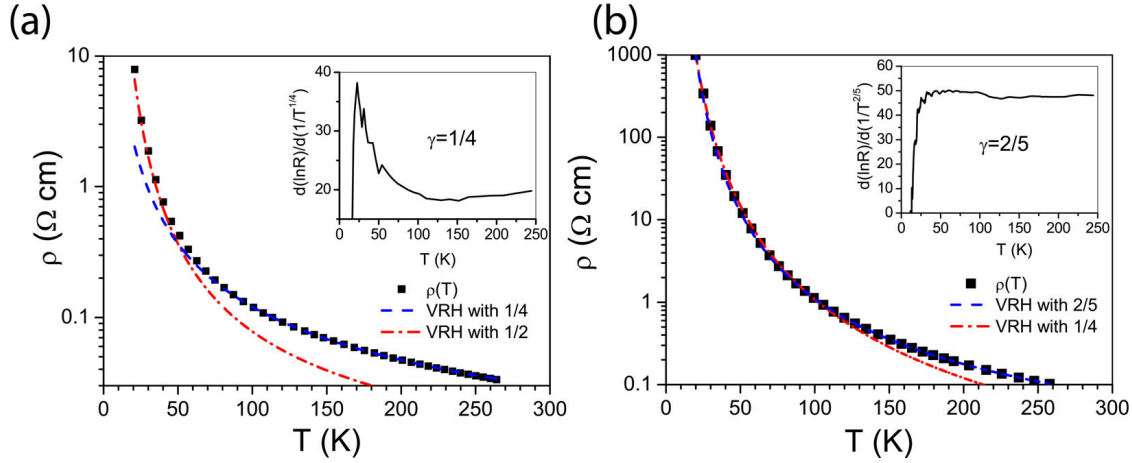 (a)
10
1
0.1
ρ (Ω cm)
0 50 100 150 200 250 300
T (K)
40
30
20
d(lnR)/d(1/T^1/4)
γ=1/4
0 50 100 150 200 250
T (K)
ρ(T)
VRH with 1/4
VRH with 1/2
(b)
1000
100
10
1
0.1
ρ (Ω cm)
0 50 100 150 200 250 300
T (K)
60
50
40
30
20
10
0
d(lnR)/d(1/T^2/5)
γ=2/5
0 50 100 150 200 250
T (K)
ρ(T)
VRH with 2/5
VRH with 1/4